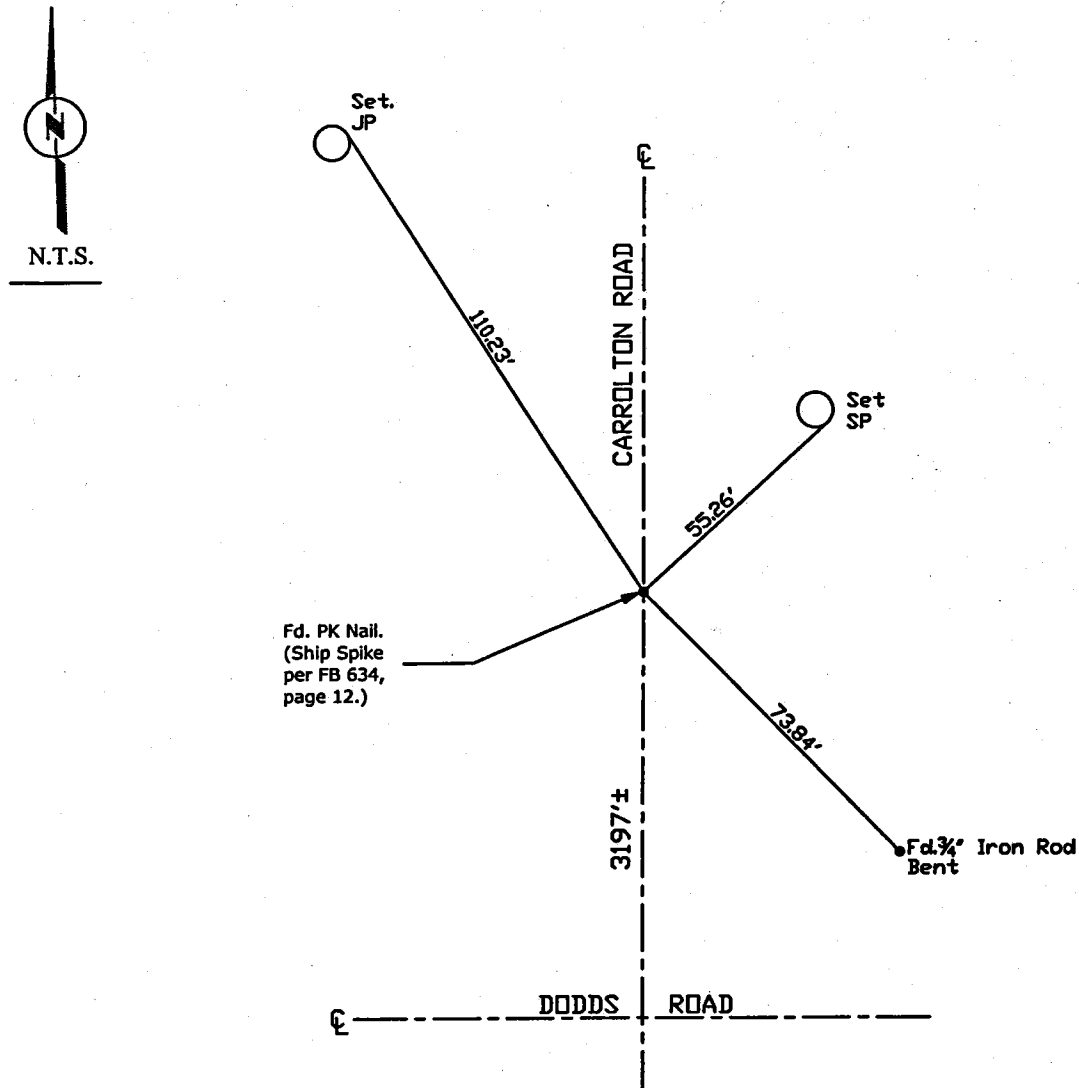 Set.
JP
℄
N
N.T.S.
CARROLTON ROAD
110.23'
Set
SP
55.26'
Fd. PK Nail.
(Ship Spike
per FB 634,
page 12.)
73.84'
3197'±
Fd.¾" Iron Rod
Bent
DODDS ROAD
℄